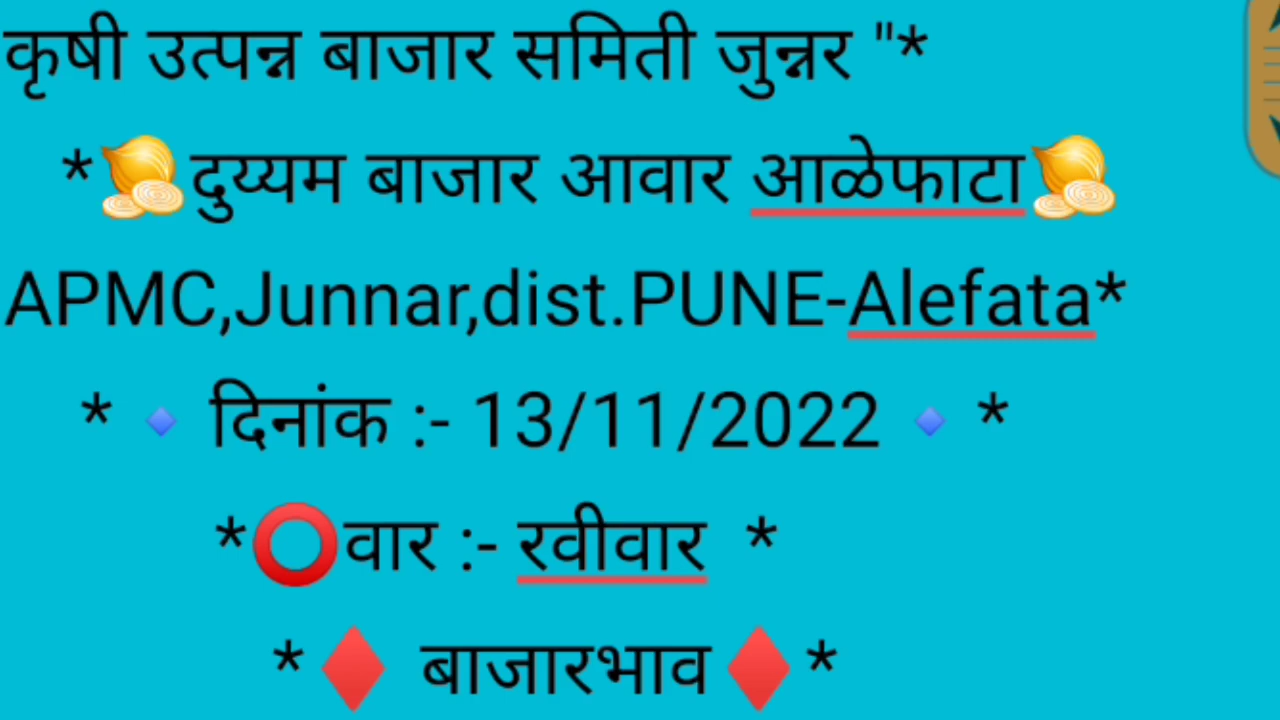 कृषी उत्पन्न बाजार समिती जुन्नर "*
*🧅दुय्यम बाजार आवार आळेफाटा🧅
APMC,Junnar,dist.PUNE-Alefata*
*🔹 दिनांक :- 13/11/2022 🔹*
*⭕वार :- रवीवार *
*♦️ बाजारभाव♦️*